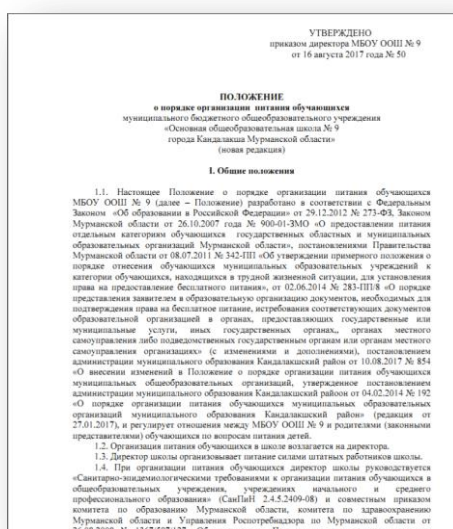 УТВЕРЖДЕНО
приказом директора МБОУ ООШ № 9
от 16 августа 2017 года № 50
ПОЛОЖЕНИЕ
о порядке организации питания обучающихся
муниципального бюджетного общеобразовательного учреждения
«Основная общеобразовательная школа № 9
города Кандалакша Мурманской области»
(новая редакция)
I. Общие положения
1.1. Настоящее Положение о порядке организации питания обучающихся
МБОУ ООШ № 9 (далее – Положение) разработано в соответствии с Федеральным
Законом «Об образовании в Российской Федерации» от 29.12.2012 № 273-ФЗ, Законом
Мурманской области от 26.10.2007 года № 900-01-ЗМО «О предоставлении питания
отдельным категориям обучающихся государственных областных и муниципальных
образовательных организаций Мурманской области», постановлениями Правительства
Мурманской области от 08.07.2011 № 342-ПП «Об утверждении примерного положения о
порядке отнесения обучающихся муниципальных образовательных учреждений к
категории обучающихся, находящихся в трудной жизненной ситуации, для установления
права на предоставление бесплатного питания», от 02.06.2014 № 283-ПП/8 «О порядке
представления заявителем в образовательную организацию документов, необходимых для
подтверждения права на бесплатное питание, истребования соответствующих документов
образовательной организацией в органах, предоставляющих государственные или
муниципальные услуги, иных государственных органах,, органах местного
самоуправления либо подведомственных государственным органам или органам местного
самоуправления организациях» (с изменениями и дополнениями), постановлением
администрации муниципального образования Кандалакшский район от 10.08.2017 № 854
«О внесении изменений в Положение о порядке организации питания обучающихся
муниципальных общеобразовательных организаций, утвержденное постановлением
администрации муниципального образования Кандалакшский районе от 04.02.2014 № 192
«О порядке организации питания обучающихся муниципальных образовательных
организаций муниципального образования Кандалакшский район» (редакция от
27.01.2017), и регулирует отношения между МБОУ ООШ № 9 и родителями (законными
представителями) обучающихся по вопросам питания детей.
1.2. Организация питания обучающихся в школе возлагается на директора.
1.3. Директор школы организовывает питание силами штатных работников школы.
1.4. При организации питания обучающихся директор школы руководствуется
«Санитарно-эпидемиологическими требованиями к организации питания обучающихся в
общеобразовательных учреждения, учреждениях начального и среднего
профессионального образования» (СанПиН 2.4.5.2409-08) и совместным приказом
комитета по образованию Мурманской области, комитета по здравоохранению
Мурманской области и Управления Роспотребнадзора по Мурманской области от